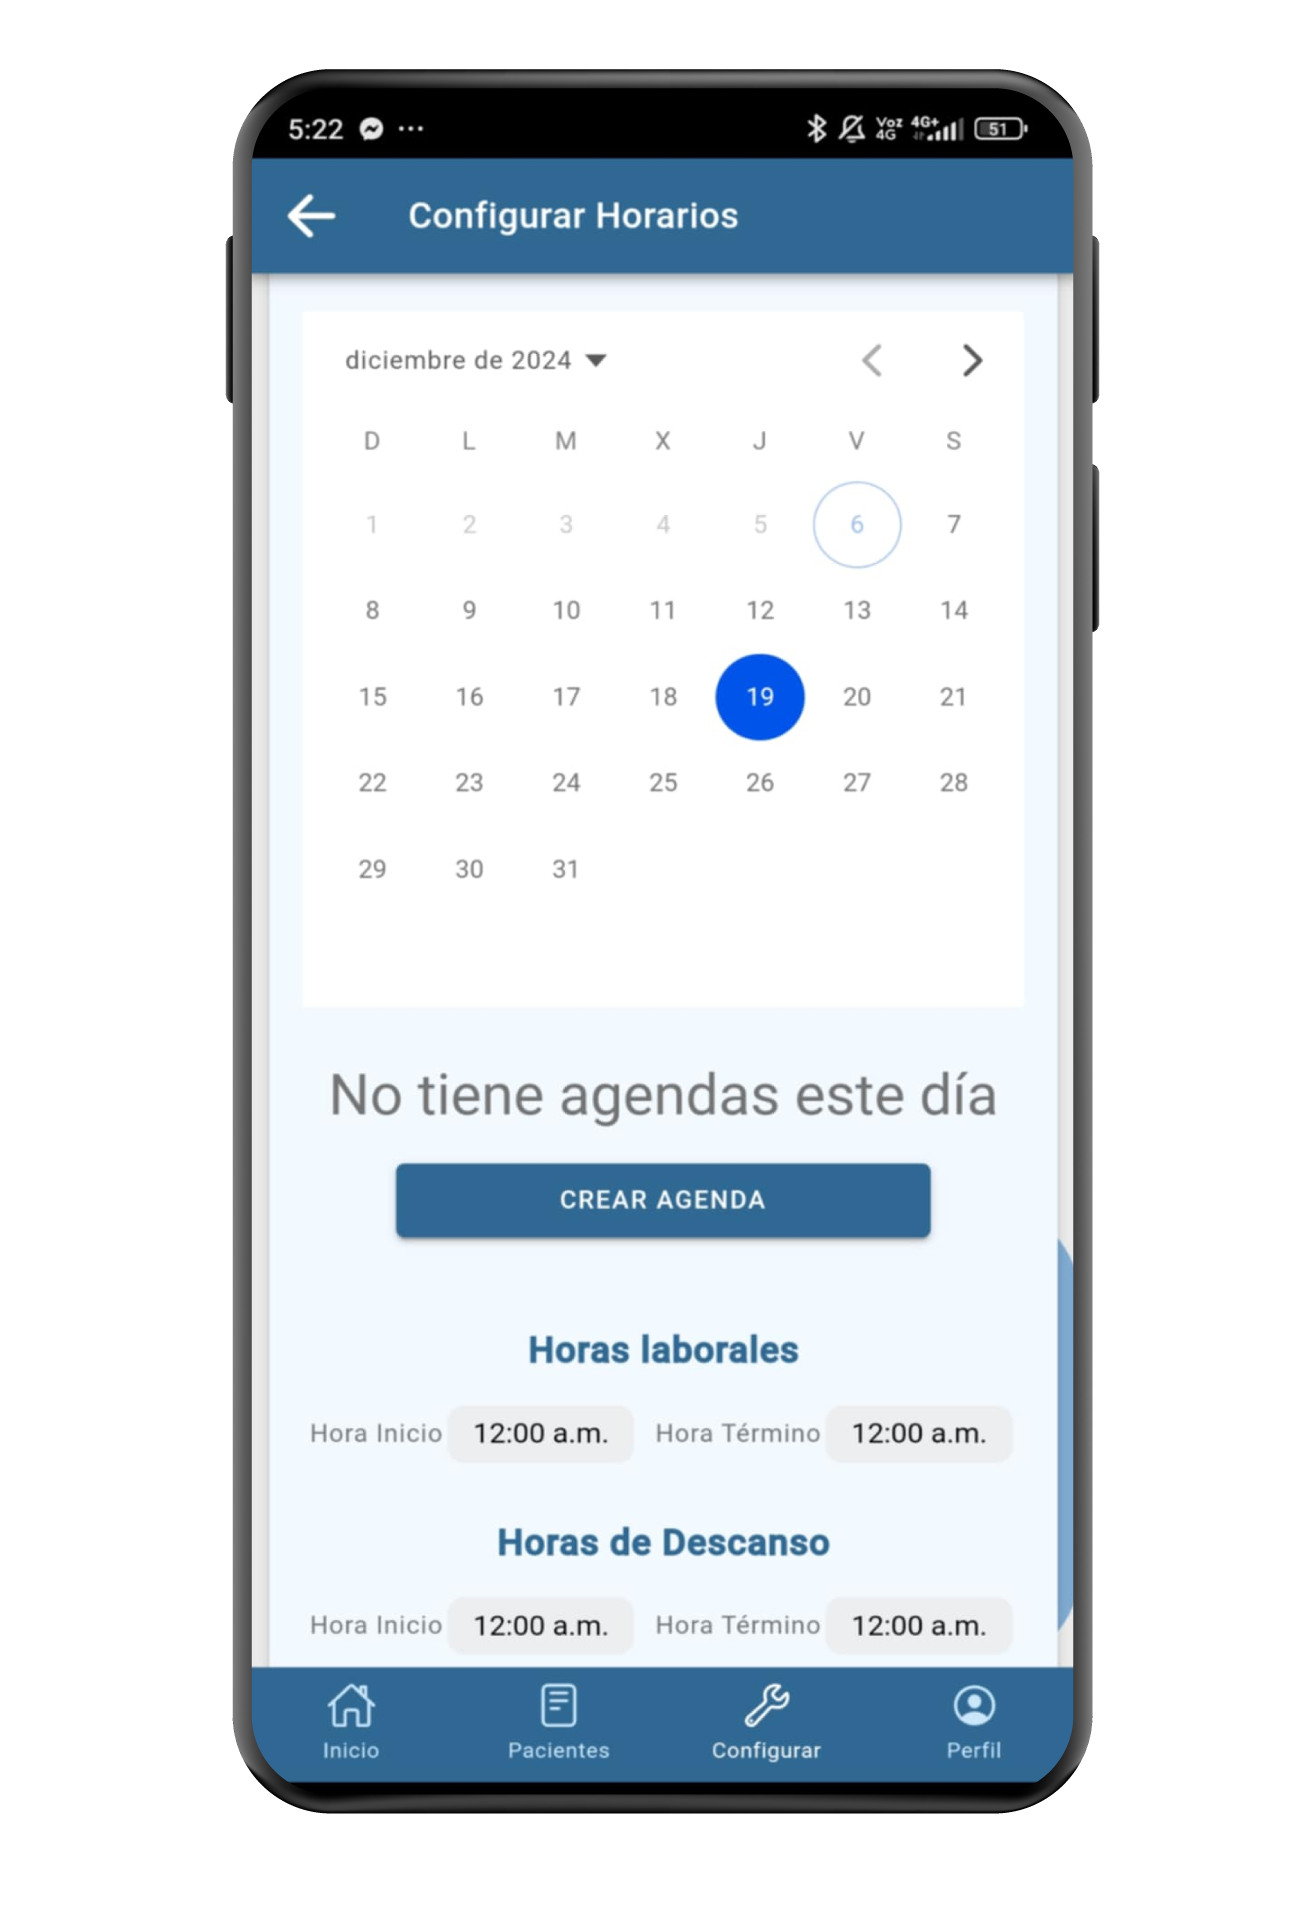 5:22 ... Voz 4G 4G+ 51
Configurar Horarios
diciembre de 2024
D L M X J V S
1 2 3 4 5 6 7
8 9 10 11 12 13 14
15 16 17 18 19 20 21
22 23 24 25 26 27 28
29 30 31
No tiene agendas este día
CREAR AGENDA
Horas laborales
Hora Inicio 12:00 a.m. Hora Término 12:00 a.m.
Horas de Descanso
Hora Inicio 12:00 a.m. Hora Término 12:00 a.m.
Inicio Pacientes Configurar Perfil